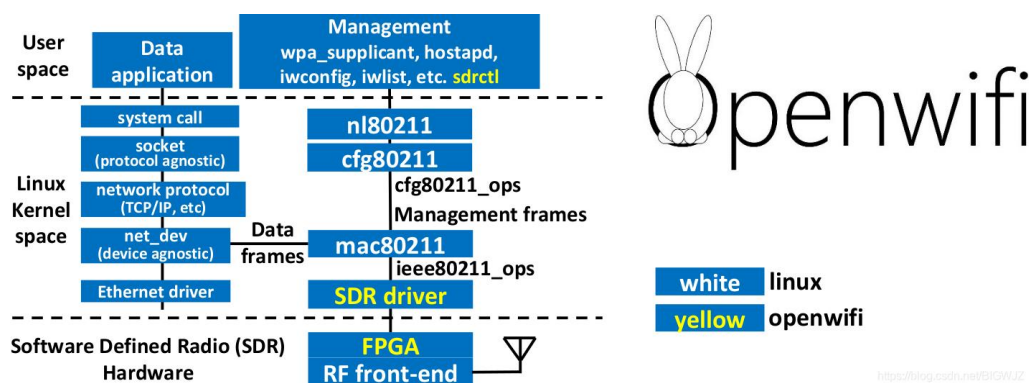 User
space
Data
application
Management
wpa_supplicant, hostapd,
iwconfig, iwlist, etc. sdrctl
Linux
Kernel
space
system call
socket
(protocol agnostic)
network protocol
(TCP/IP, etc)
net_dev
(device agnostic)
Ethernet driver
Data
frames
nl80211
cfg80211
cfg80211_ops
Management frames
mac80211
ieee80211_ops
SDR driver
Software Defined Radio (SDR)
Hardware
FPGA
RF front-end
Openwifi
white linux
yellow openwifi
https://blog.csdn.net/BIGWJZ